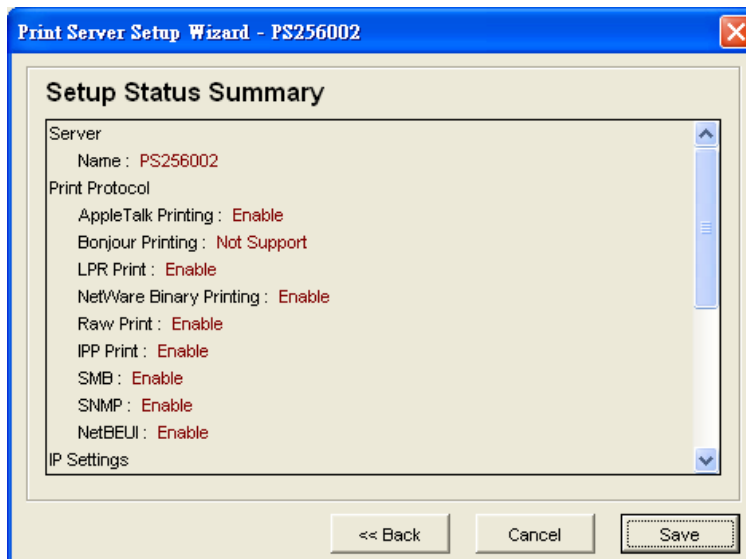 Print Server Setup Wizard - PS256002
Setup Status Summary
Server
Name : PS256002
Print Protocol
AppleTalk Printing : Enable
Bonjour Printing : Not Support
LPR Print : Enable
NetWare Binary Printing : Enable
Raw Print : Enable
IPP Print : Enable
SMB : Enable
SNMP : Enable
NetBEUI : Enable
IP Settings
<< Back
Cancel
Save